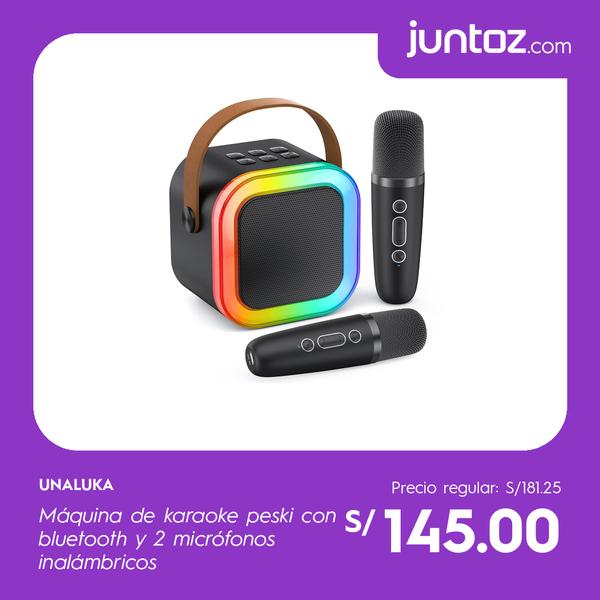 juntoz.com
UNALUKA
Máquina de karaoke peski con
bluetooth y 2 micrófonos
inalámbricos
Precio regular: S/181.25
S/145.00